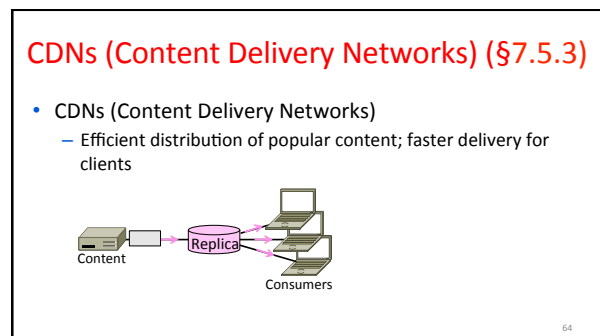 CDNs (Content Delivery Networks) (§7.5.3)
• CDNs (Content Delivery Networks)
– Efficient distribution of popular content; faster delivery for
clients
Replica
Content
Consumers
64